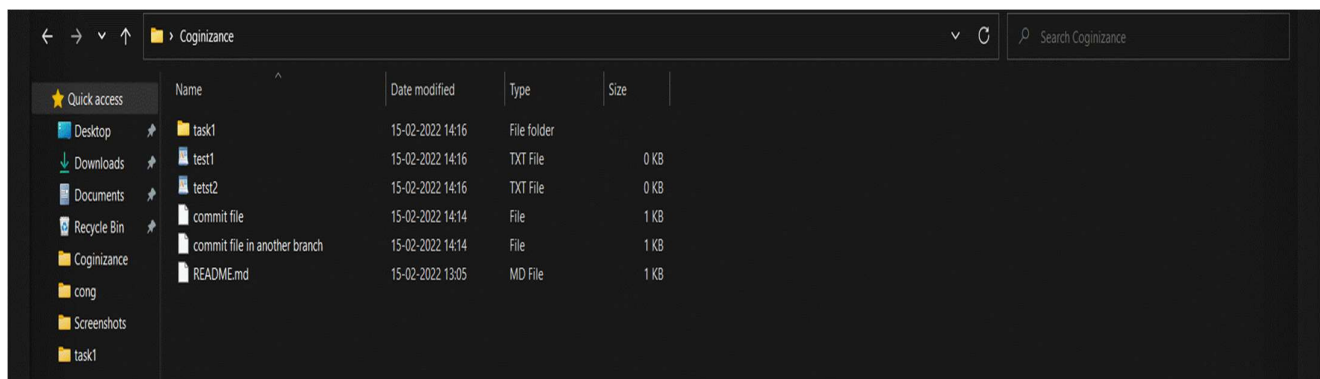 Coginizance
Search Coginizance
Quick access
Desktop
Downloads
Documents
Recycle Bin
Coginizance
cong
Screenshots
task1
Name Date modified Type Size
task1 15-02-2022 14:16 File folder
test1 15-02-2022 14:16 TXT File 0 KB
tetst2 15-02-2022 14:16 TXT File 0 KB
commit file 15-02-2022 14:14 File 1 KB
commit file in another branch 15-02-2022 14:14 File 1 KB
README.md 15-02-2022 13:05 MD File 1 KB